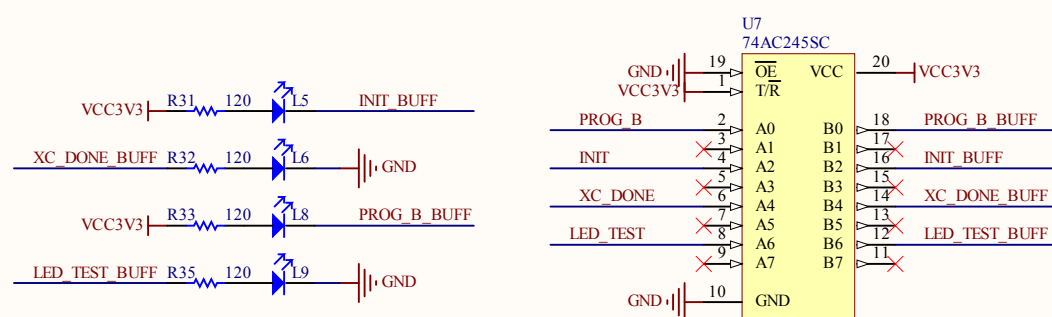 R31 120 L5 INIT_BUFF
VCC3V3
XC_DONE_BUFF R32 120 L6
GND
R33 120 L8 PROG_B_BUFF
VCC3V3
LED_TEST_BUFF R35 120 L9
GND
U7
74AC245SC
GND 19 OE VCC 20 VCC3V3
VCC3V3 1 T/R
PROG_B 2 A0 B0 18 PROG_B_BUFF
3 A1 B1 17
INIT 4 A2 B2 16 INIT_BUFF
5 A3 B3 15
XC_DONE 6 A4 B4 14 XC_DONE_BUFF
7 A5 B5 13
LED_TEST 8 A6 B6 12 LED_TEST_BUFF
9 A7 B7 11
GND 10 GND